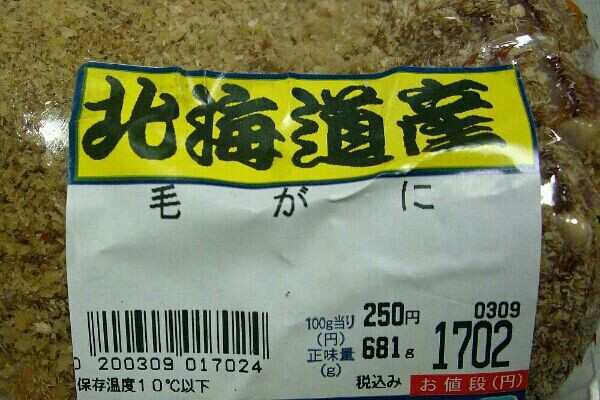 北海道産
毛がに
0309
100g当り(円) 250円
正味量(g) 681g
1702
0 200309 017024
保存温度10℃以下
税込み お値段(円)